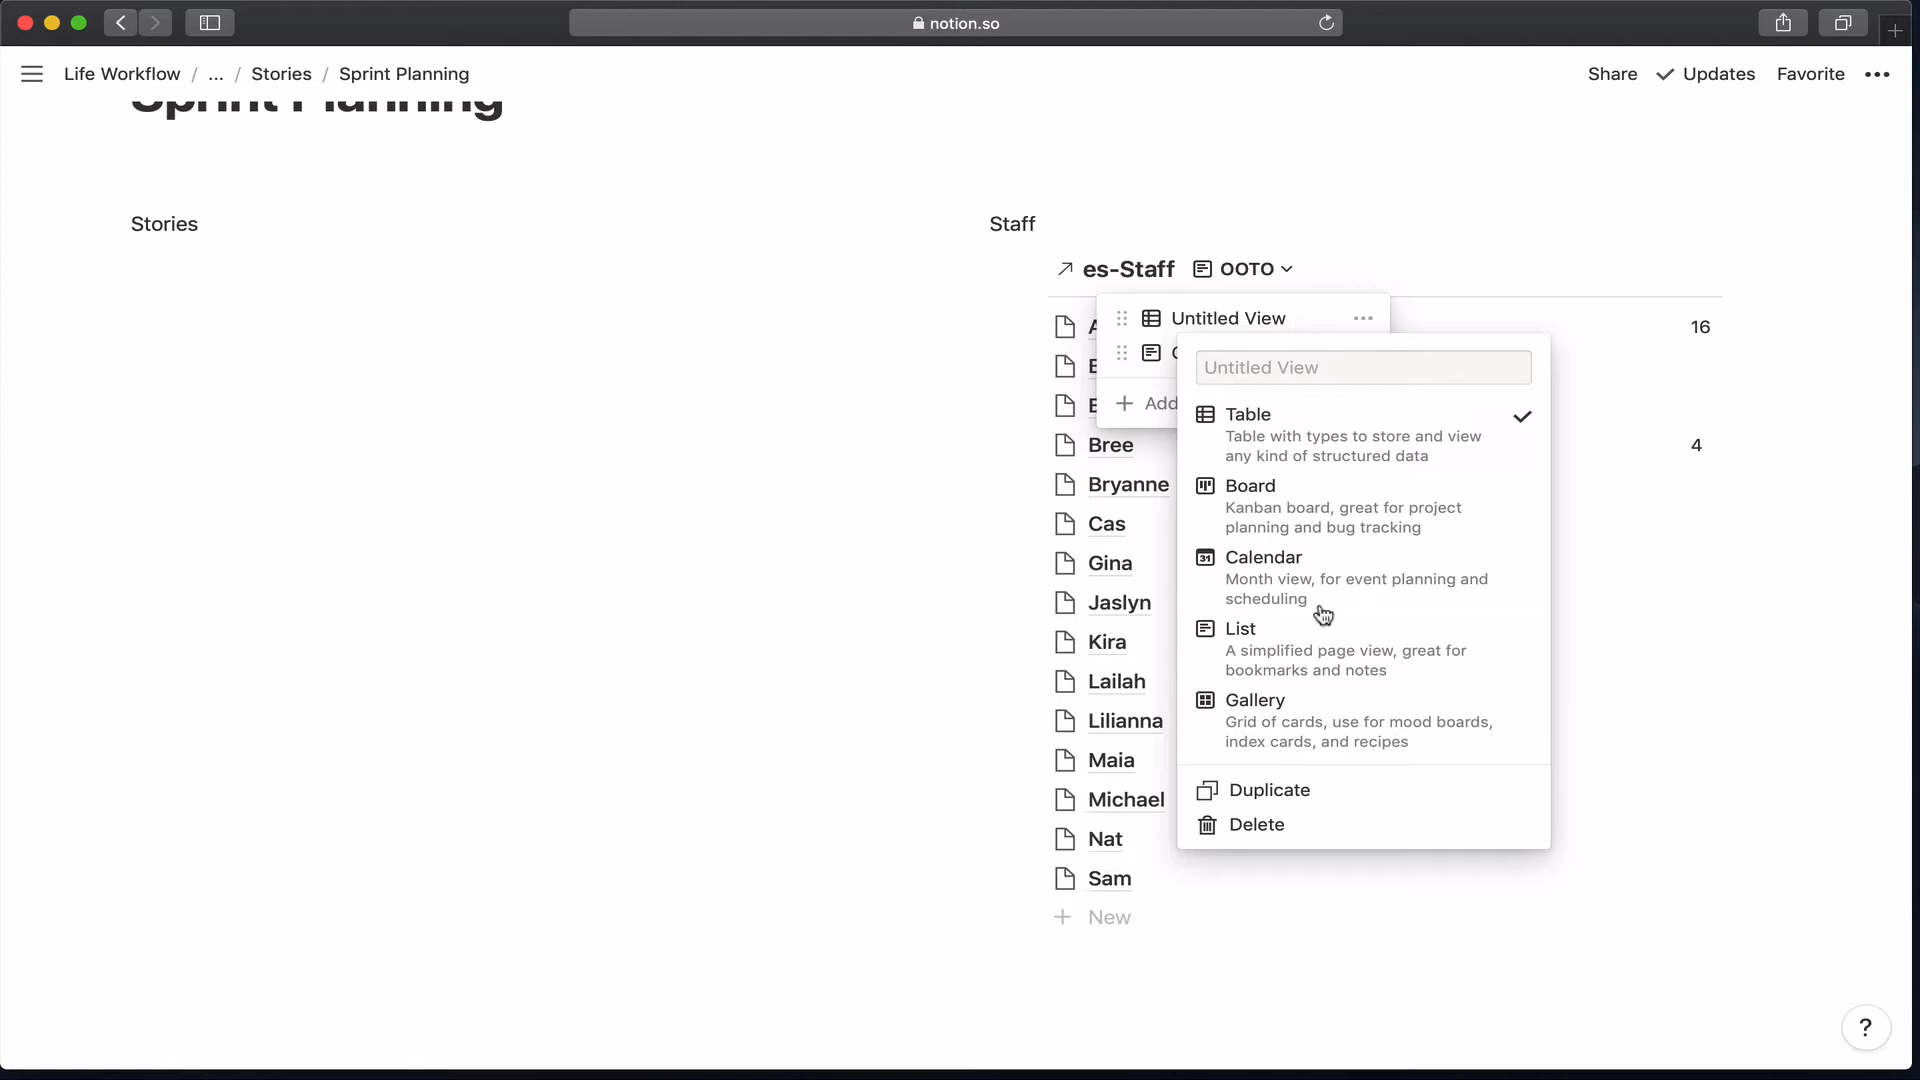 notion.so
Life Workflow / ... / Stories / Sprint Planning
Share Updates Favorite
Sprint Planning
Stories
Staff
es-Staff OOTO
Untitled View
Add
Untitled View
Table
Table with types to store and view
any kind of structured data
Board
Kanban board, great for project
planning and bug tracking
31 Calendar
Month view, for event planning and
scheduling
List
A simplified page view, great for
bookmarks and notes
Gallery
Grid of cards, use for mood boards,
index cards, and recipes
Duplicate
Delete
16
Bree
4
Bryanne
Cas
Gina
Jaslyn
Kira
Lailah
Lilianna
Maia
Michael
Nat
Sam
+ New
?